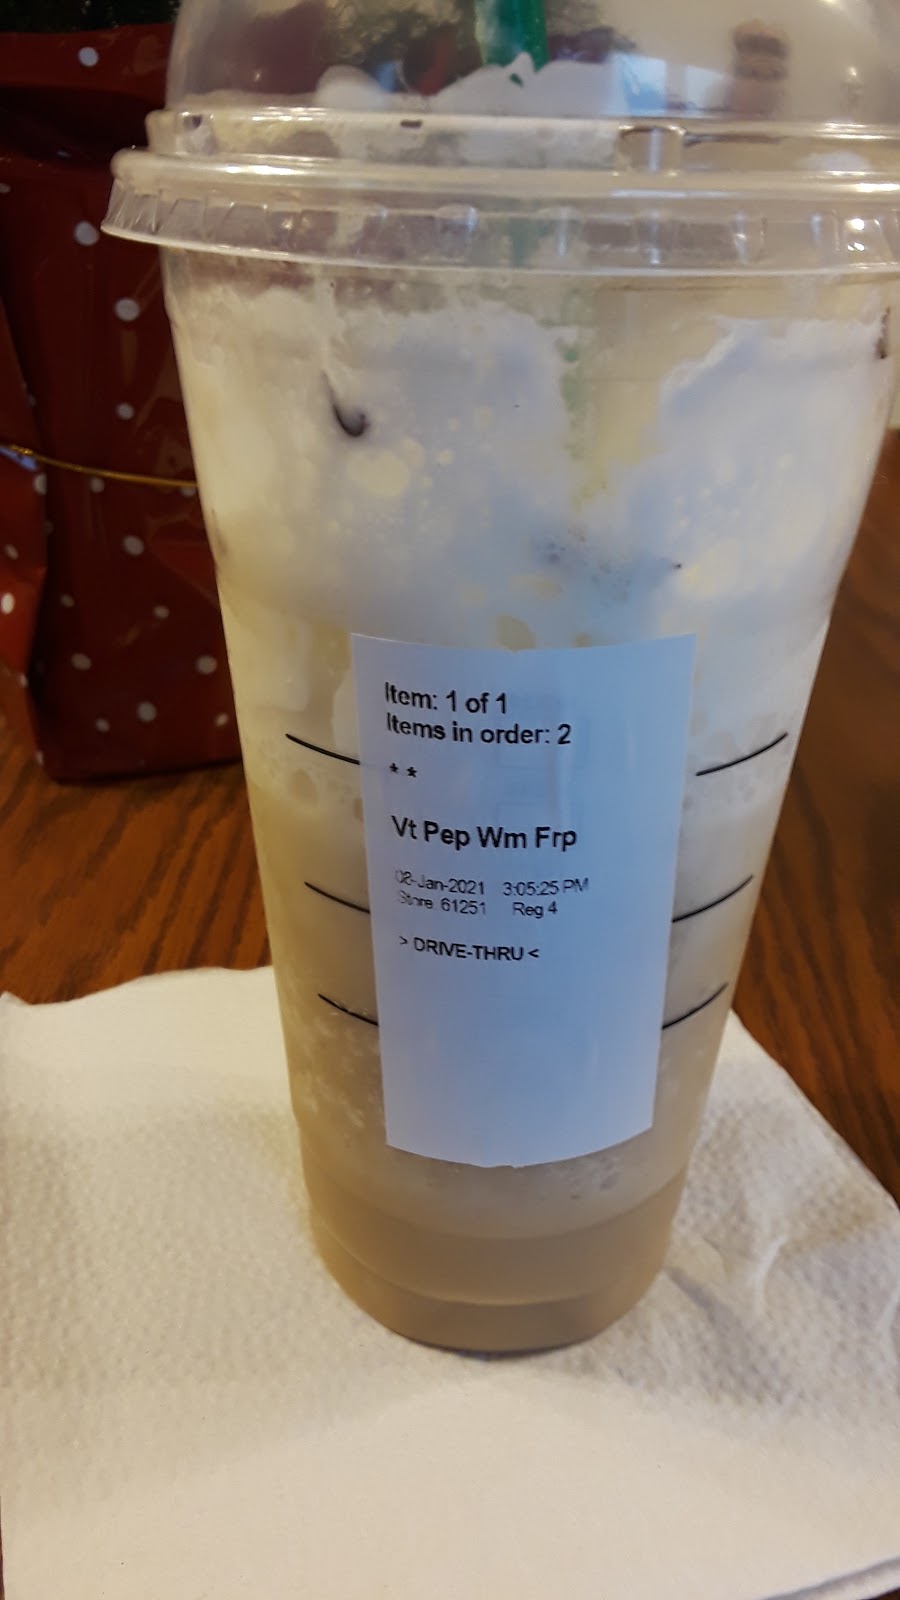 Item: 1 of 1
Items in order: 2
* *
Vt Pep Wm Frp
08-Jan-2021 3:05:25 PM
Store 61251 Reg 4
> DRIVE-THRU <